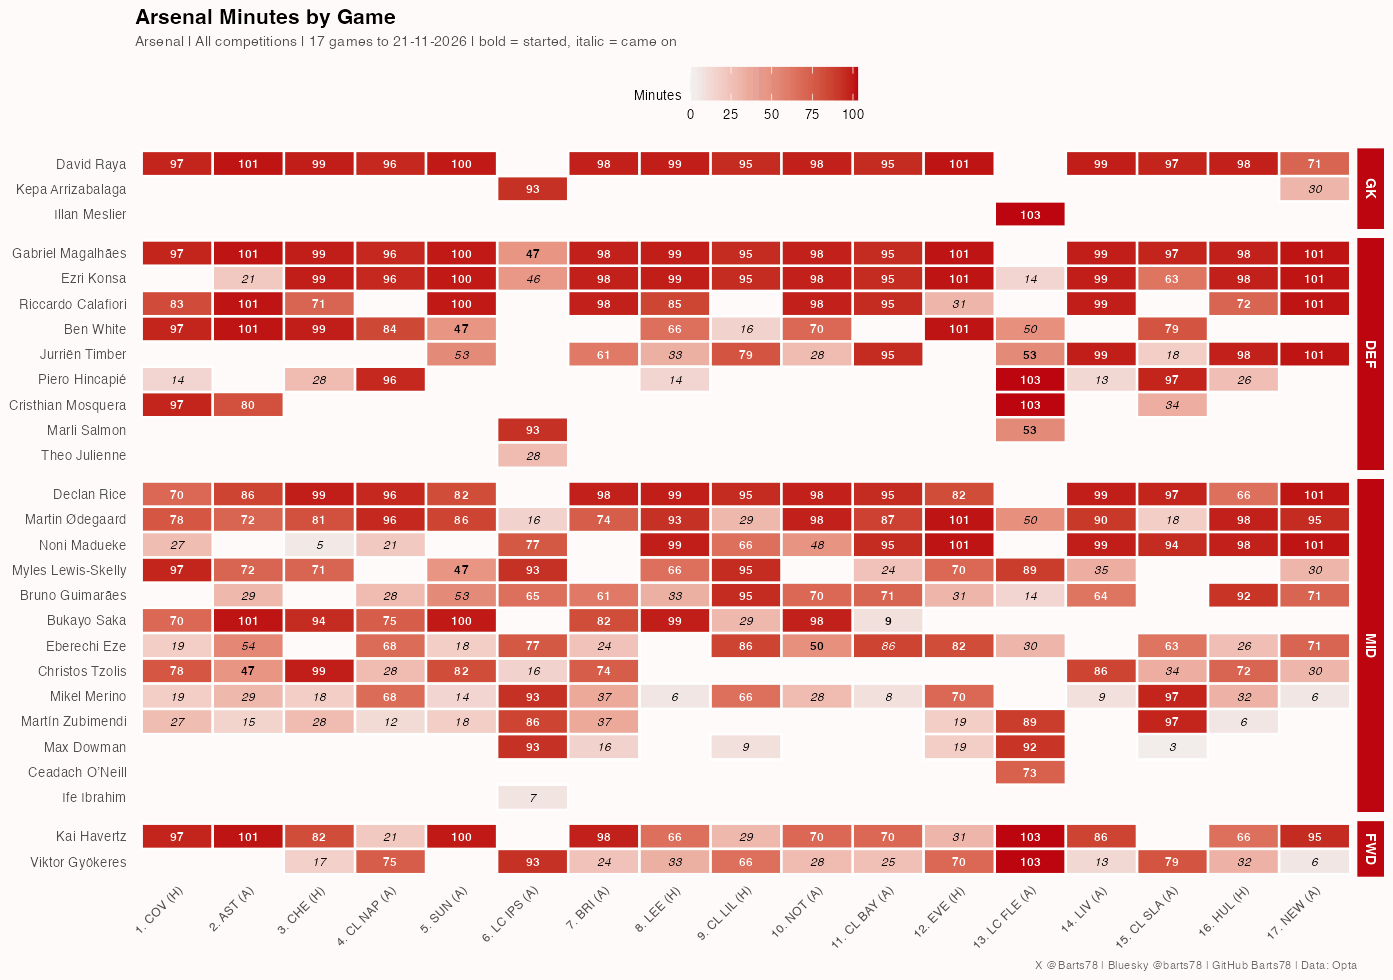 Arsenal Minutes by Game
Arsenal | All competitions | 17 games to 21-11-2026 | bold = started, italic = came on
Minutes
0 25 50 75 100
David Raya 97 101 99 96 100 98 99 95 98 95 101 99 97 98 71
Kepa Arrizabalaga 93 30
Illan Meslier 103
GK
Gabriel Magalhães 97 101 99 96 100 47 98 99 95 98 95 101 99 97 98 101
Ezri Konsa 21 99 96 100 46 98 99 95 98 95 101 14 99 63 98 101
Riccardo Calafiori 83 101 71 100 98 85 98 95 31 99 72 101
Ben White 97 101 99 84 47 66 16 70 101 50 79
Jurriën Timber 53 61 33 79 28 95 53 99 18 98 101
Piero Hincapié 14 28 96 14 103 13 97 26
Cristhian Mosquera 97 80 103 34
Marli Salmon 93 53
Theo Julienne 28
DEF
Declan Rice 70 86 99 96 82 98 99 95 98 95 82 99 97 66 101
Martin Ødegaard 78 72 81 96 86 16 74 93 29 98 87 101 50 90 18 98 95
Noni Madueke 27 5 21 77 99 66 48 95 101 99 94 98 101
Myles Lewis-Skelly 97 72 71 47 93 66 95 24 70 89 35 30
Bruno Guimarães 29 28 53 65 61 33 95 70 71 31 14 64 92 71
Bukayo Saka 70 101 94 75 100 82 99 29 98 9
Eberechi Eze 19 54 68 18 77 24 86 50 86 82 30 63 26 71
Christos Tzolis 78 47 99 28 82 16 74 86 34 72 30
Mikel Merino 19 29 18 68 14 93 37 6 66 28 8 70 9 97 32 6
Martín Zubimendi 27 15 28 12 18 86 37 19 89 97 6
Max Dowman 93 16 9 19 92 3
Ceadach O'Neill 73
Ife Ibrahim 7
MID
Kai Havertz 97 101 82 21 100 98 66 29 70 70 31 103 86 66 95
Viktor Gyökeres 17 75 93 24 33 66 28 25 70 103 13 79 32 6
FWD
1. COV (H) 2. AST (A) 3. CHE (H) 4. CL NAP (A) 5. SUN (A) 6. LC IPS (A) 7. BRI (A) 8. LEE (H) 9. CL LIL (H) 10. NOT (A) 11. CL BAY (A) 12. EVE (H) 13. LC FLE (A) 14. LIV (A) 15. CL SLA (A) 16. HUL (H) 17. NEW (A)
X @Barts78 | Bluesky @barts78 | GitHub Barts78 | Data: Opta